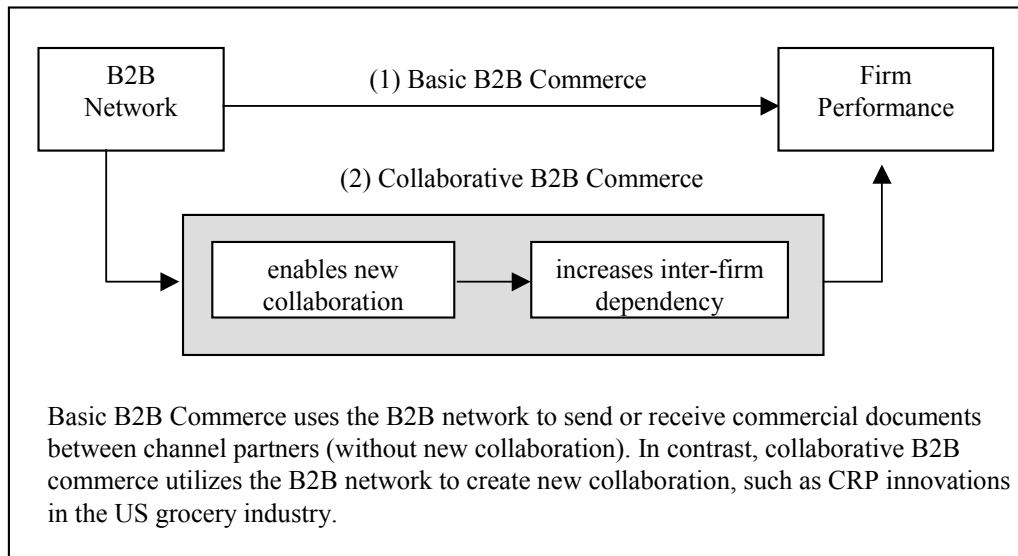 B2B
Network
(1) Basic B2B Commerce
Firm
Performance
(2) Collaborative B2B Commerce
enables new
collaboration
increases inter-firm
dependency
Basic B2B Commerce uses the B2B network to send or receive commercial documents
between channel partners (without new collaboration). In contrast, collaborative B2B
commerce utilizes the B2B network to create new collaboration, such as CRP innovations
in the US grocery industry.